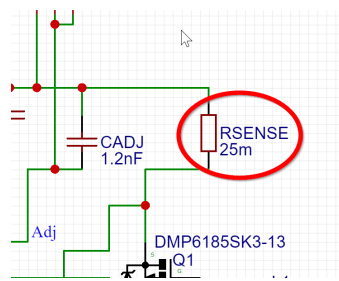 CADJ
1.2nF
RSENSE
25m
Adj
DMP6185SK3-13
Q1
S
G